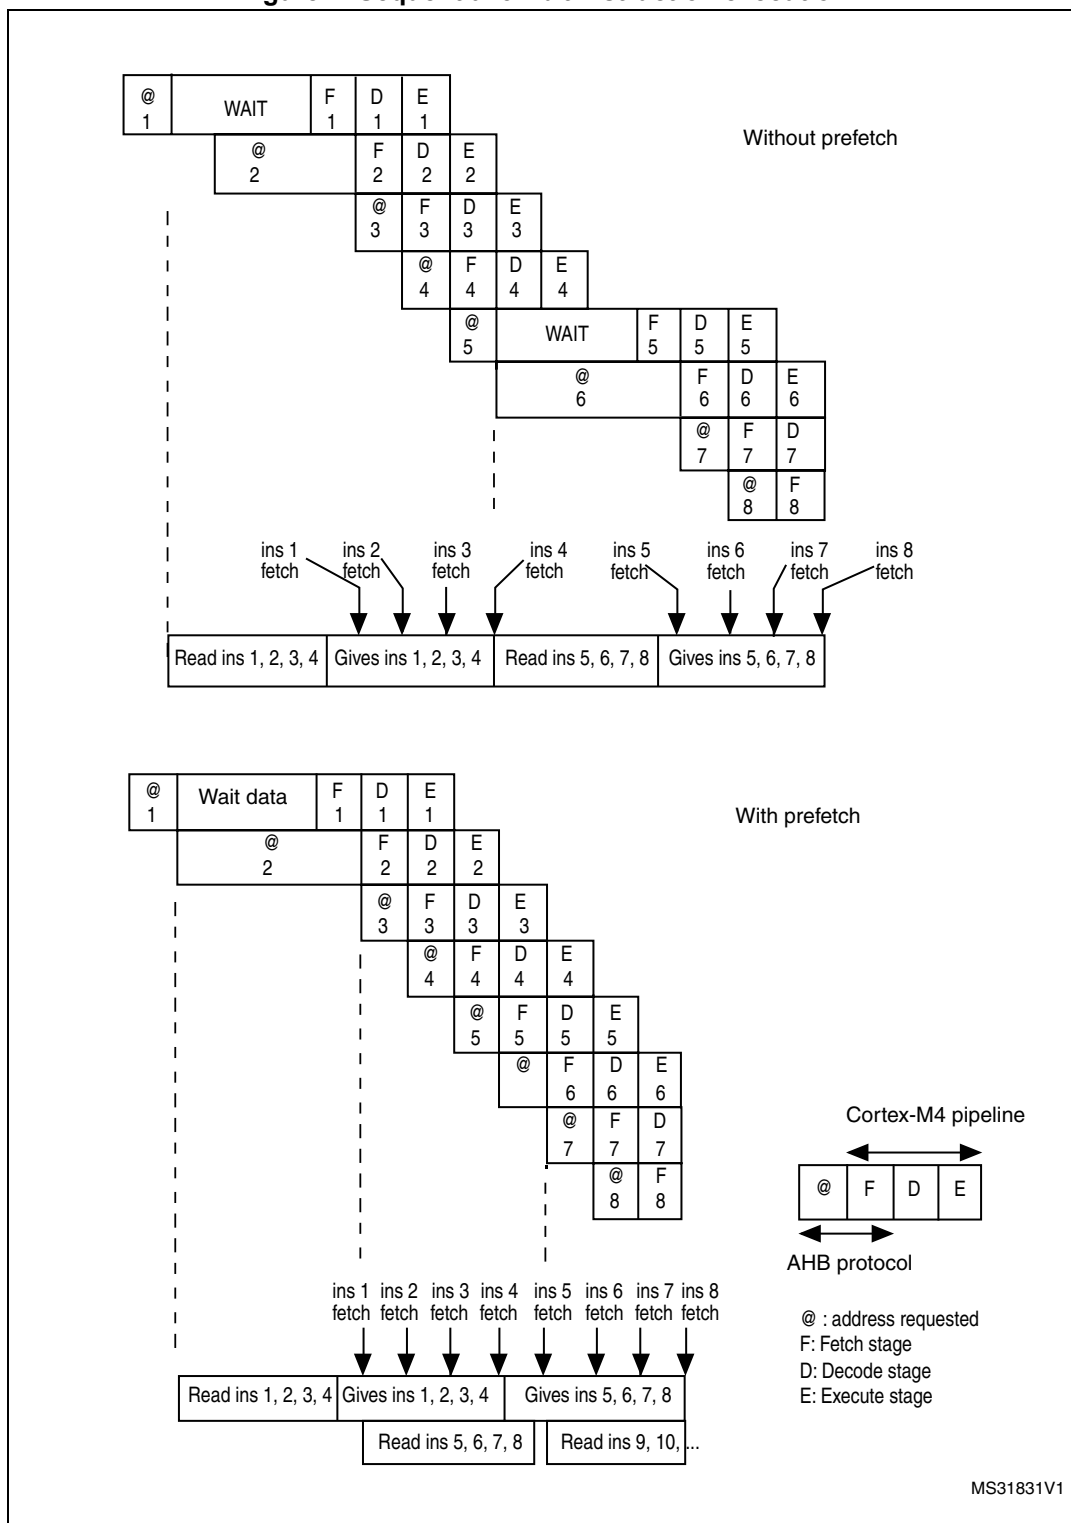 @ WAIT F D E
1 1 1 1
Without prefetch
@ F D E
2 2 2 2
@ F D E
3 3 3 3
@ F D E
4 4 4 4
@ WAIT F D E
5 5 5 5
@ F D E
6 6 6 6
@ F D
7 7 7
@ F
8 8
ins 1 ins 2 ins 3 ins 4 ins 5 ins 6 ins 7 ins 8
fetch fetch fetch fetch fetch fetch fetch fetch
Read ins 1, 2, 3, 4 Gives ins 1, 2, 3, 4 Read ins 5, 6, 7, 8 Gives ins 5, 6, 7, 8
@ Wait data F D E
1 1 1 1
With prefetch
@ F D E
2 2 2 2
@ F D E
3 3 3 3
@ F D E
4 4 4 4
@ F D E
5 5 5 5
@ F D E
6 6 6
@ F D
7 7 7
@ F
8 8
Cortex-M4 pipeline
@ F D E
AHB protocol
ins 1 ins 2 ins 3 ins 4 ins 5 ins 6 ins 7 ins 8
fetch fetch fetch fetch fetch fetch fetch fetch
@ : address requested
F: Fetch stage
D: Decode stage
E: Execute stage
Read ins 1, 2, 3, 4 Gives ins 1, 2, 3, 4 Gives ins 5, 6, 7, 8
Read ins 5, 6, 7, 8 Read ins 9, 10, ...
MS31831V1